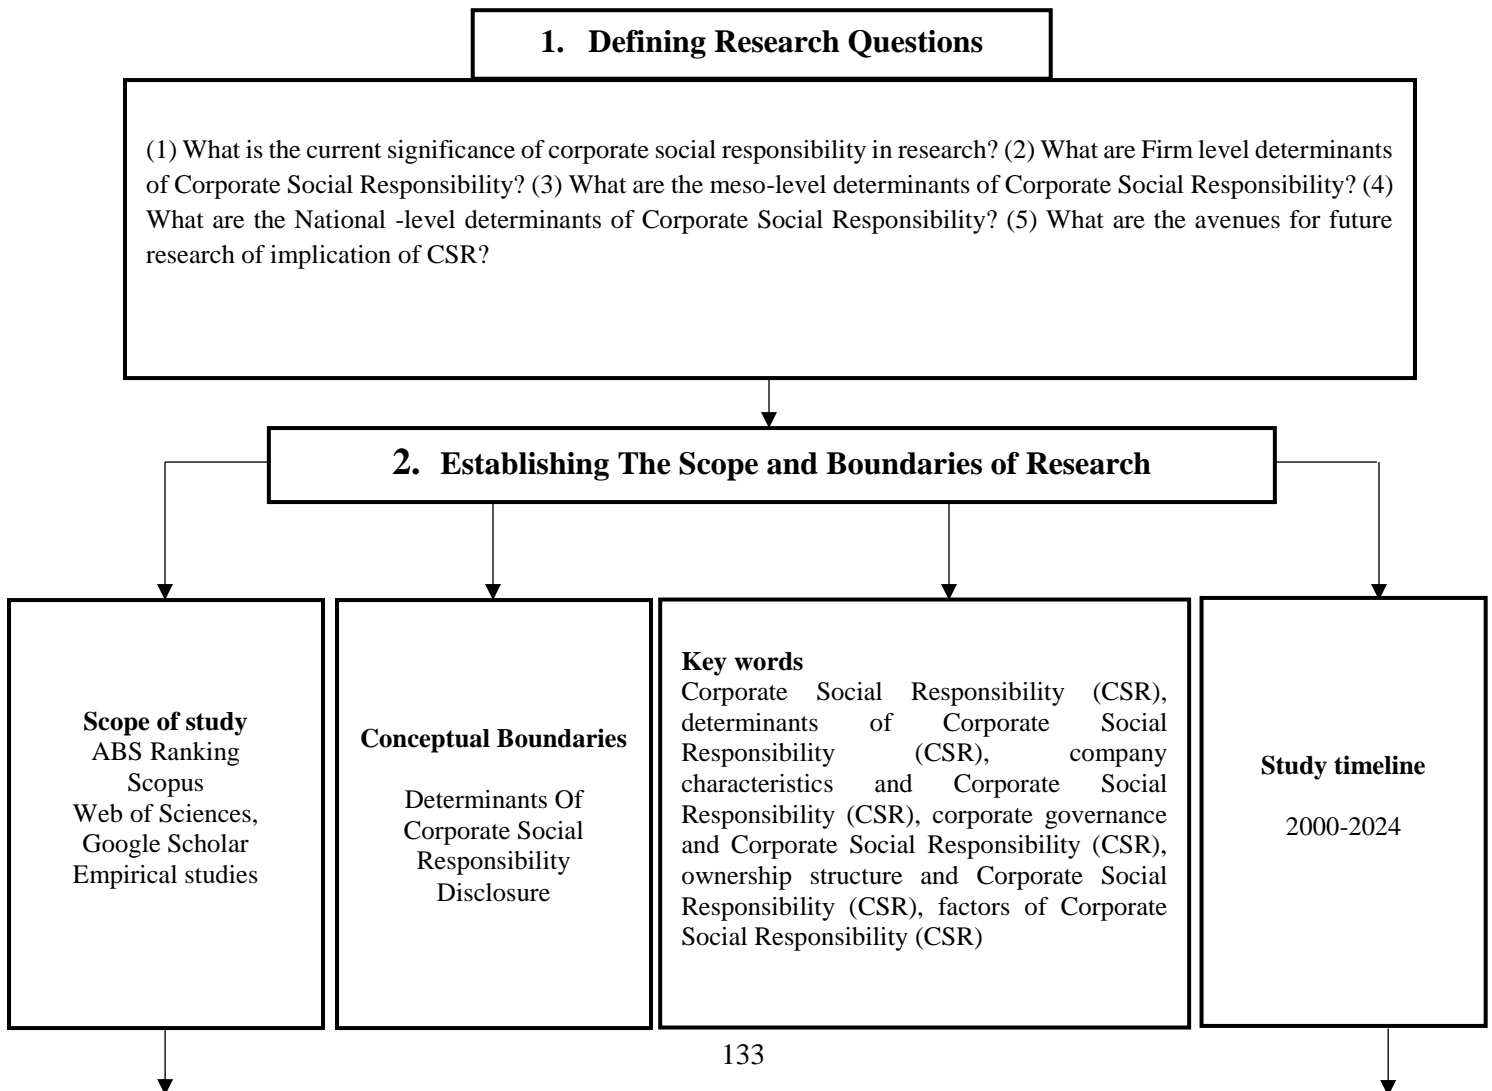 1. Defining Research Questions
(1) What is the current significance of corporate social responsibility in research? (2) What are Firm level determinants
of Corporate Social Responsibility? (3) What are the meso-level determinants of Corporate Social Responsibility? (4)
What are the National -level determinants of Corporate Social Responsibility? (5) What are the avenues for future
research of implication of CSR?
2. Establishing The Scope and Boundaries of Research
Scope of study
ABS Ranking
Scopus
Web of Sciences,
Google Scholar
Empirical studies
Conceptual Boundaries
Determinants Of
Corporate Social
Responsibility
Disclosure
Key words
Corporate Social Responsibility (CSR),
determinants of Corporate Social
Responsibility (CSR), company
characteristics and Corporate Social
Responsibility (CSR), corporate governance
and Corporate Social Responsibility (CSR),
ownership structure and Corporate Social
Responsibility (CSR), factors of Corporate
Social Responsibility (CSR)
Study timeline
2000-2024
133